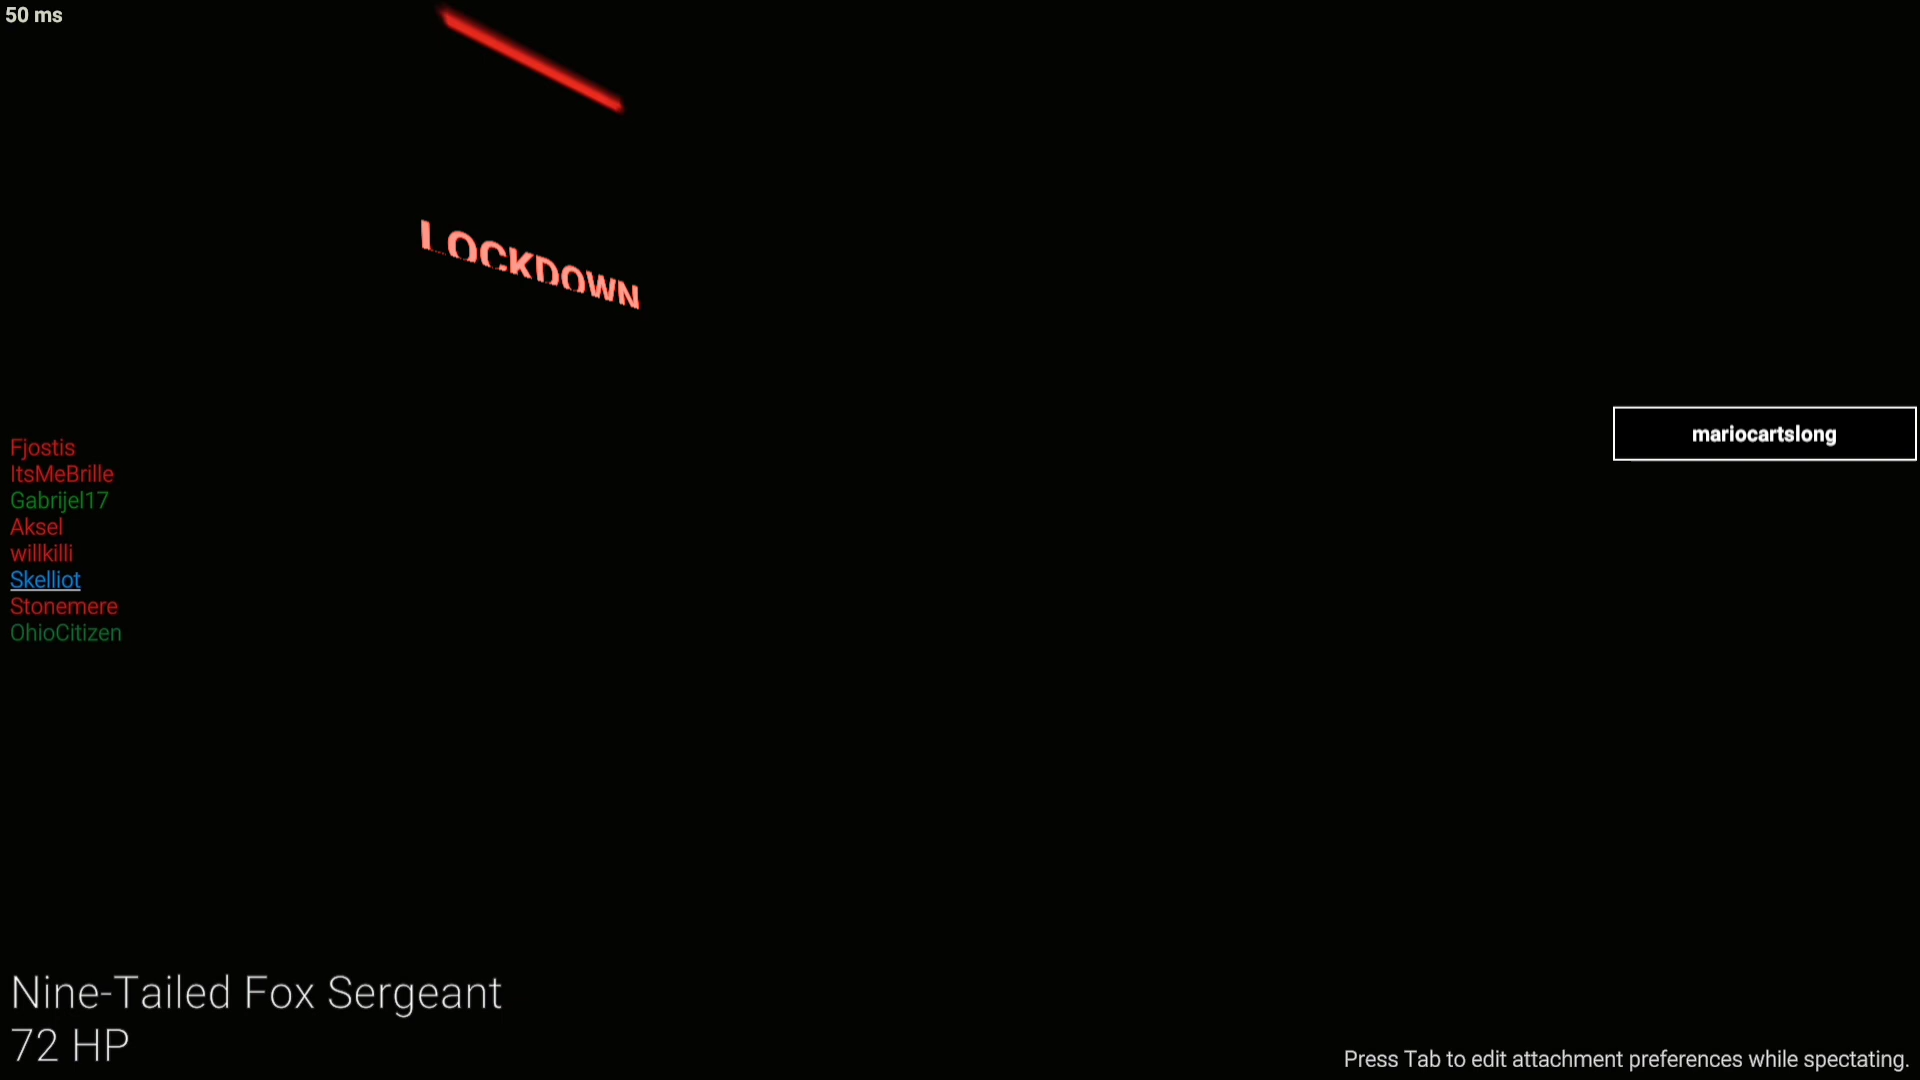 50 ms
LOCKDOWN
mariocartslong
Fjostis
ItsMeBrille
Gabrijel17
Aksel
willkilli
Skelliot
Stonemere
OhioCitizen
Nine-Tailed Fox Sergeant
72 HP
Press Tab to edit attachment preferences while spectating.